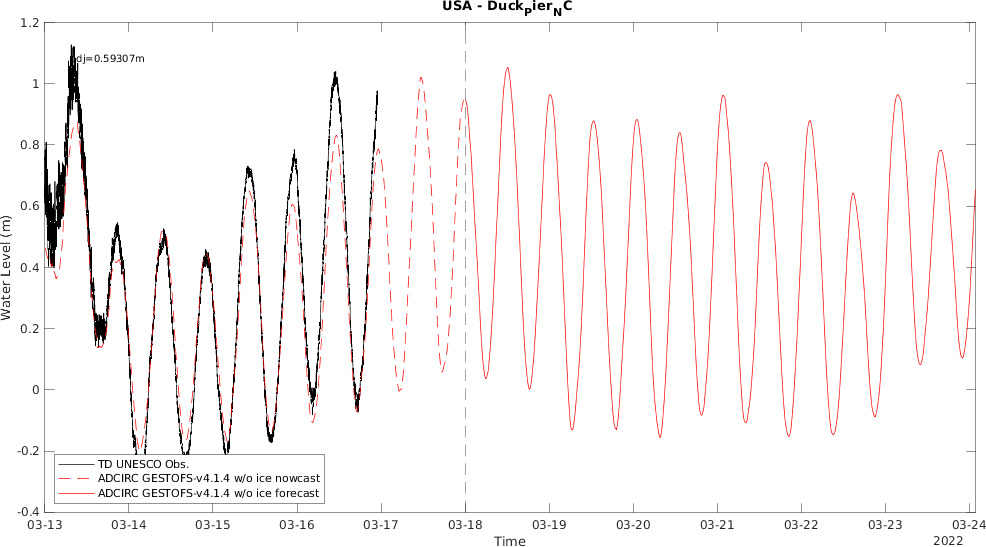 USA - DuckPierNC
1.2
1
0.8
0.6
0.4
0.2
0
-0.2
-0.4
Water Level (m)
dj=0.59307m
TD UNESCO Obs.
ADCIRC GESTOFS-v4.1.4 w/o ice nowcast
ADCIRC GESTOFS-v4.1.4 w/o ice forecast
03-13 03-14 03-15 03-16 03-17 03-18 03-19 03-20 03-21 03-22 03-23 03-24
Time
2022